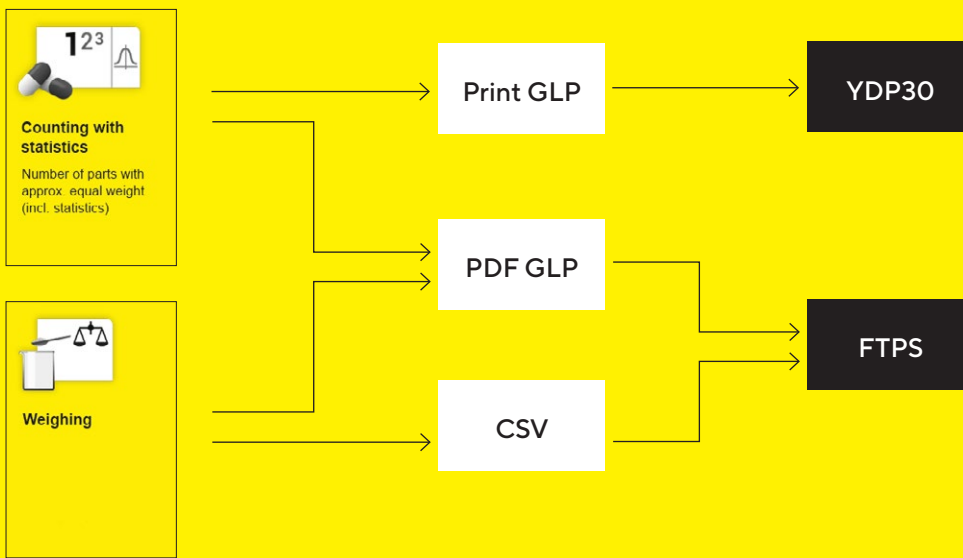 123
Counting with
statistics
Number of parts with
approx. equal weight
(incl. statistics)
Weighing
Print GLP
PDF GLP
CSV
YDP30
FTPS